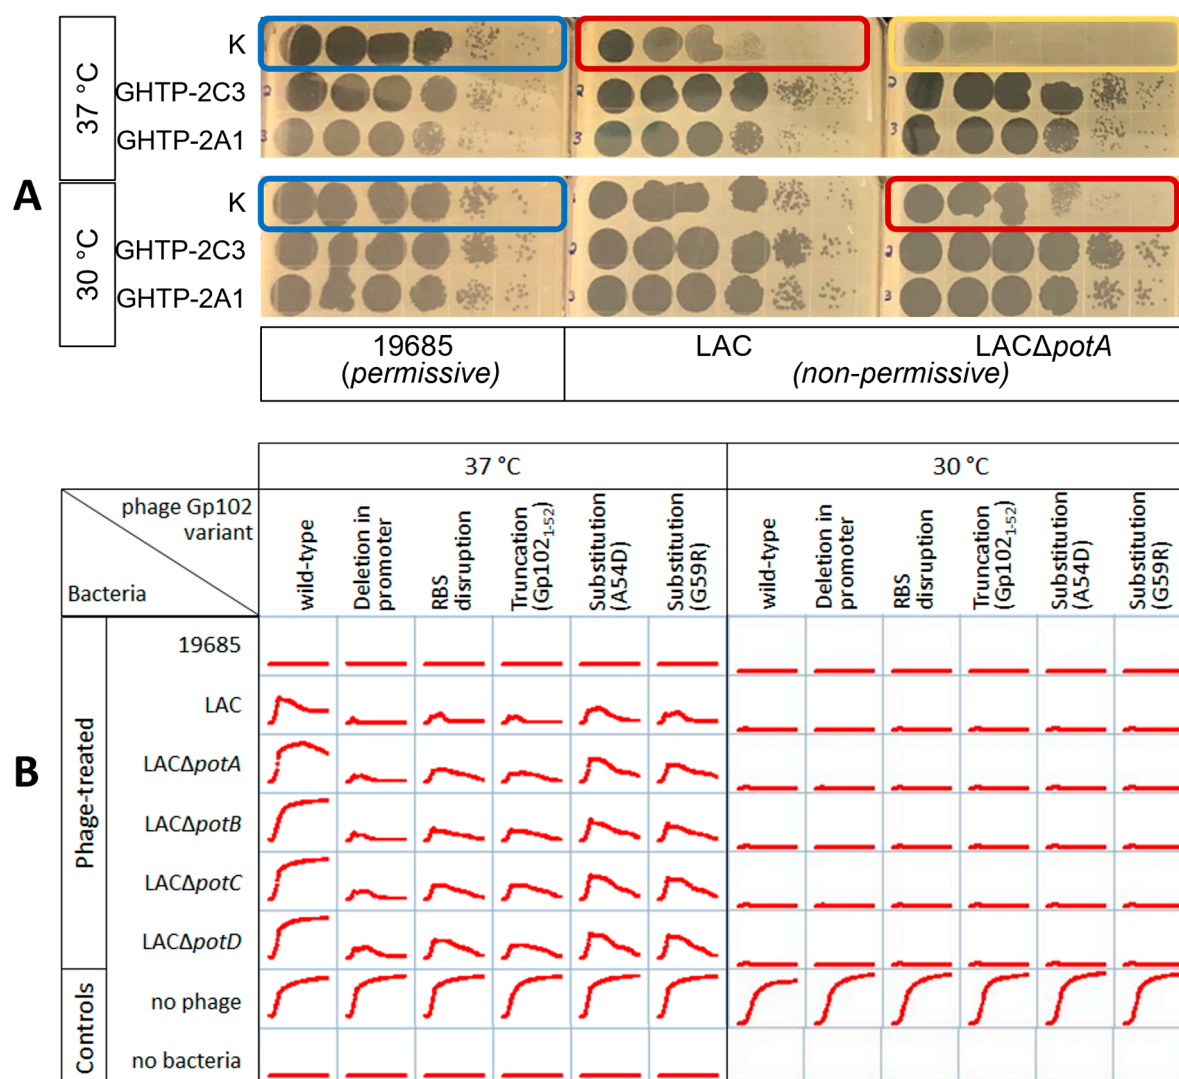 A
37 °C
K
GHTP-2C3
GHTP-2A1
30 °C
K
GHTP-2C3
GHTP-2A1
19685
(permissive)
LAC
LACΔpotA
(non-permissive)
B
37 °C
30 °C
phage Gp102
variant
Bacteria
wild-type
Deletion in
promoter
RBS
disruption
Truncation
(Gp102₁₋₅₂)
Substitution
(A54D)
Substitution
(G59R)
wild-type
Deletion in
promoter
RBS
disruption
Truncation
(Gp102₁₋₅₂)
Substitution
(A54D)
Substitution
(G59R)
Phage-treated
19685
LAC
LACΔpotA
LACΔpotB
LACΔpotC
LACΔpotD
Controls
no phage
no bacteria